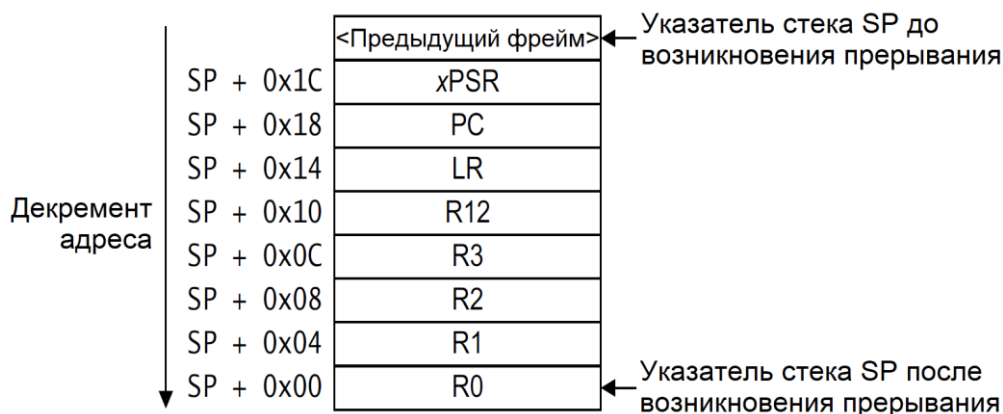 Указатель стека SP до
возникновения прерывания
<Предыдущий фрейм>
SP + 0x1C xPSR
SP + 0x18 PC
SP + 0x14 LR
SP + 0x10 R12
SP + 0x0C R3
SP + 0x08 R2
SP + 0x04 R1
SP + 0x00 R0
Декремент
адреса
Указатель стека SP после
возникновения прерывания